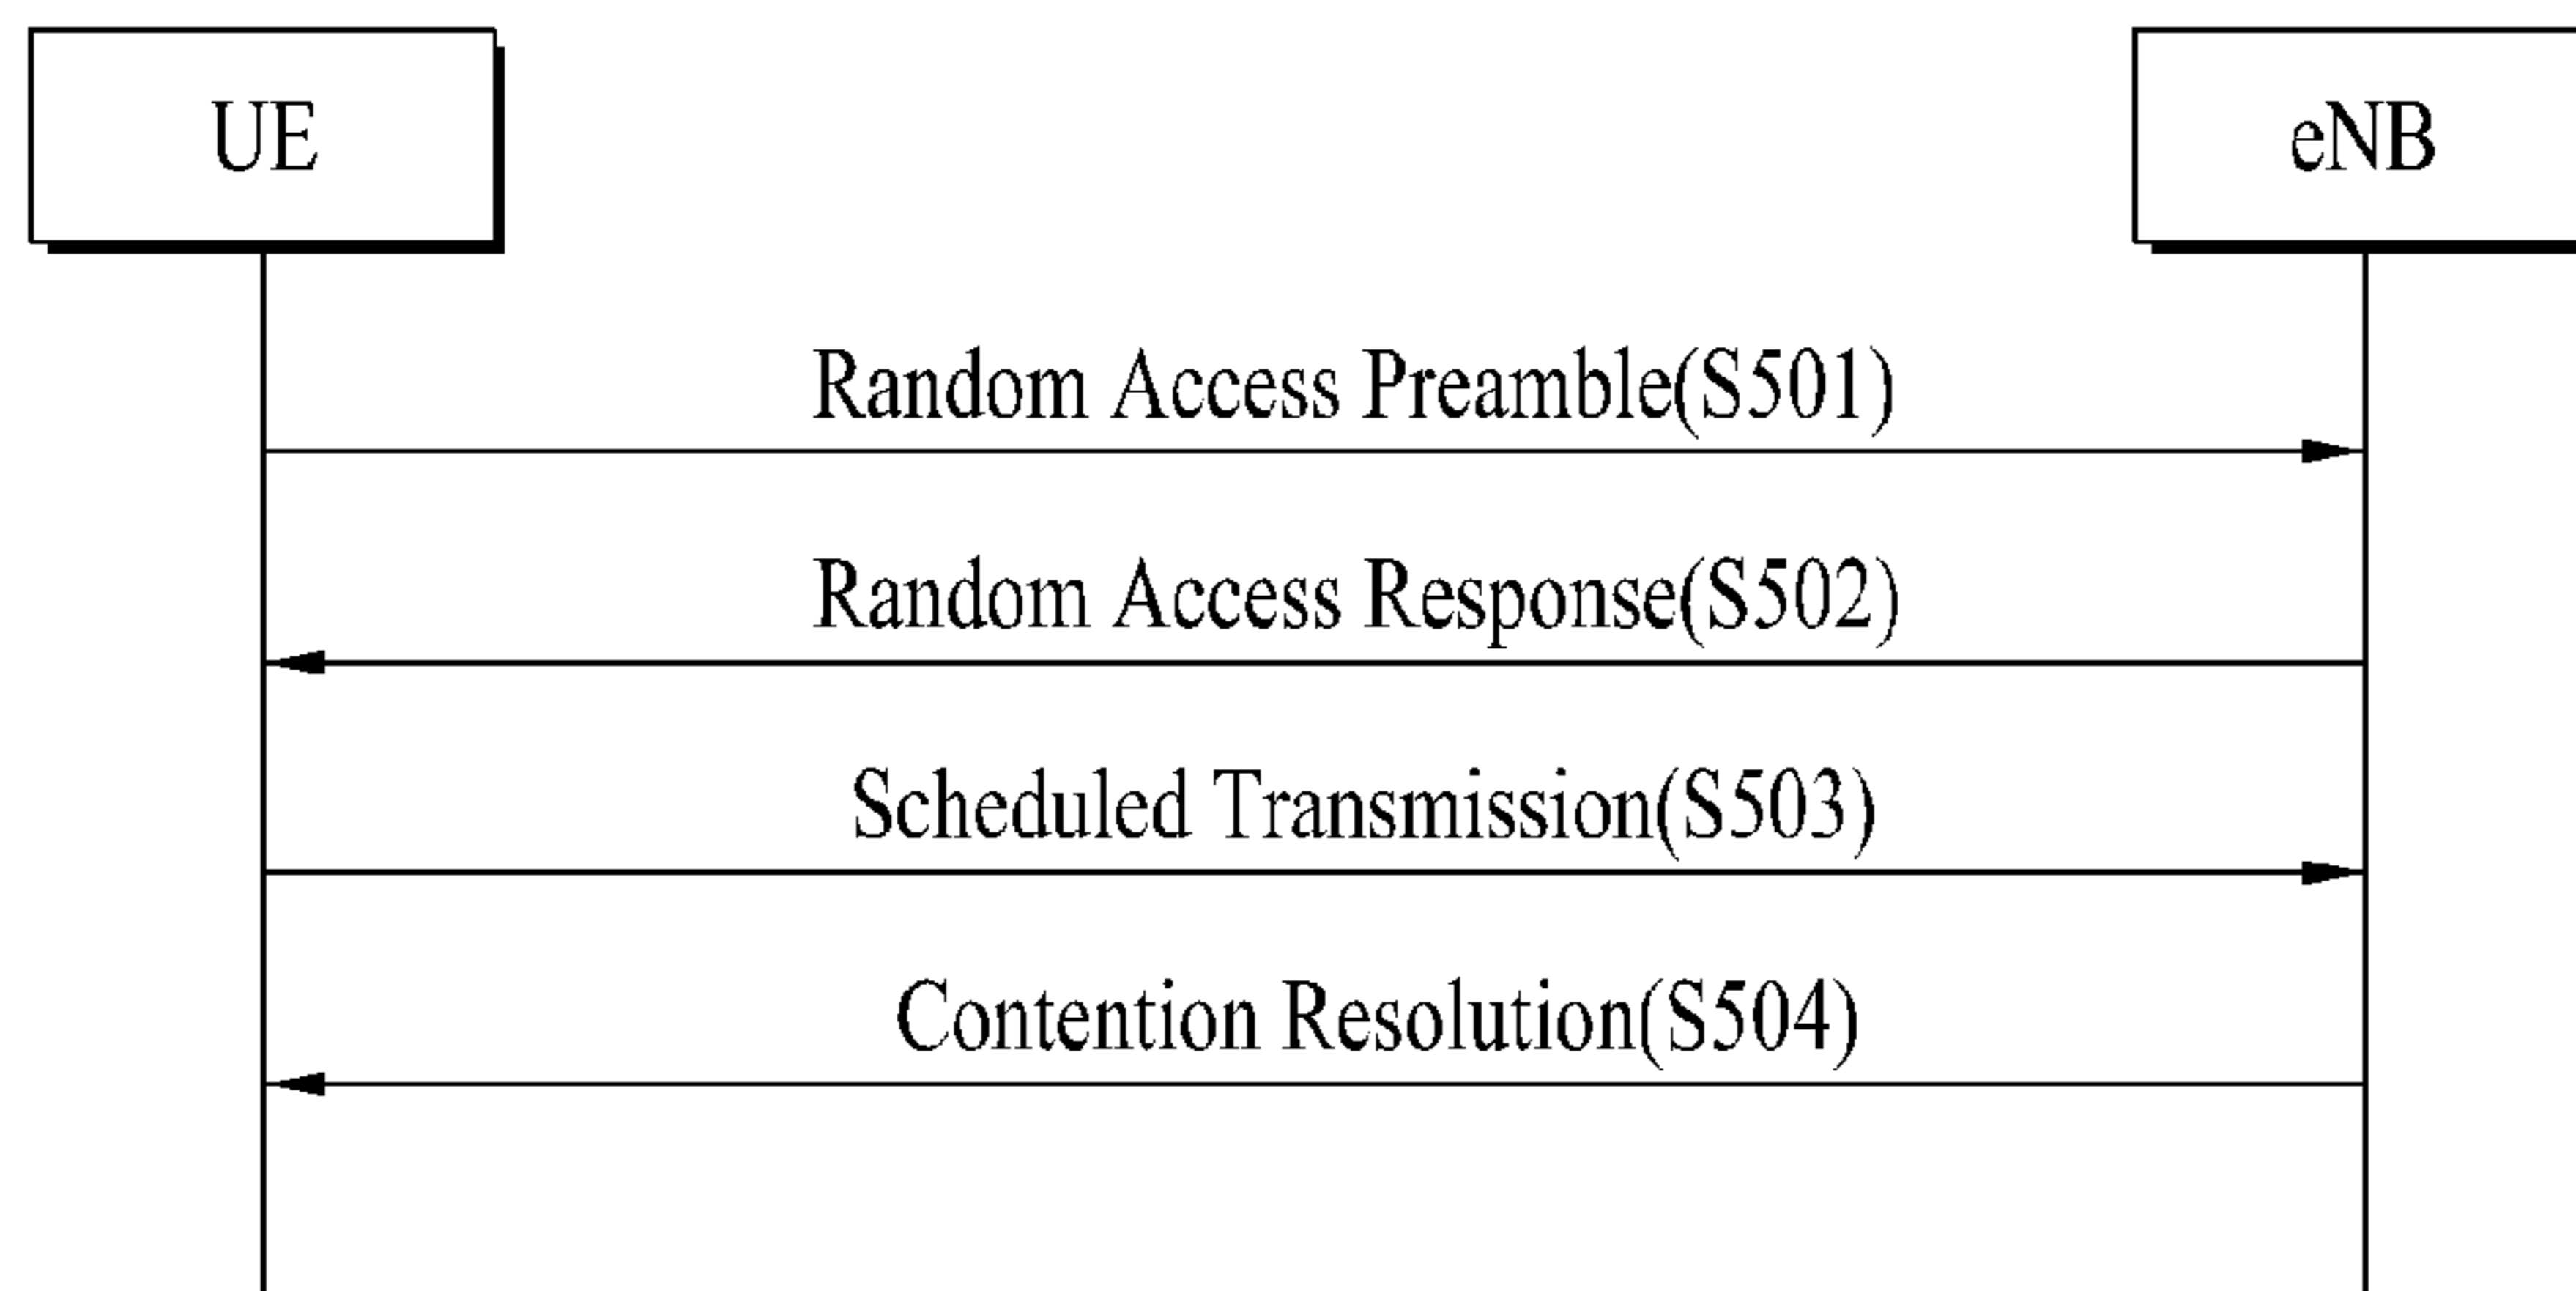 UE
eNB
Random Access Preamble(S501)
Random Access Response(S502)
Scheduled Transmission(S503)
Contention Resolution(S504)